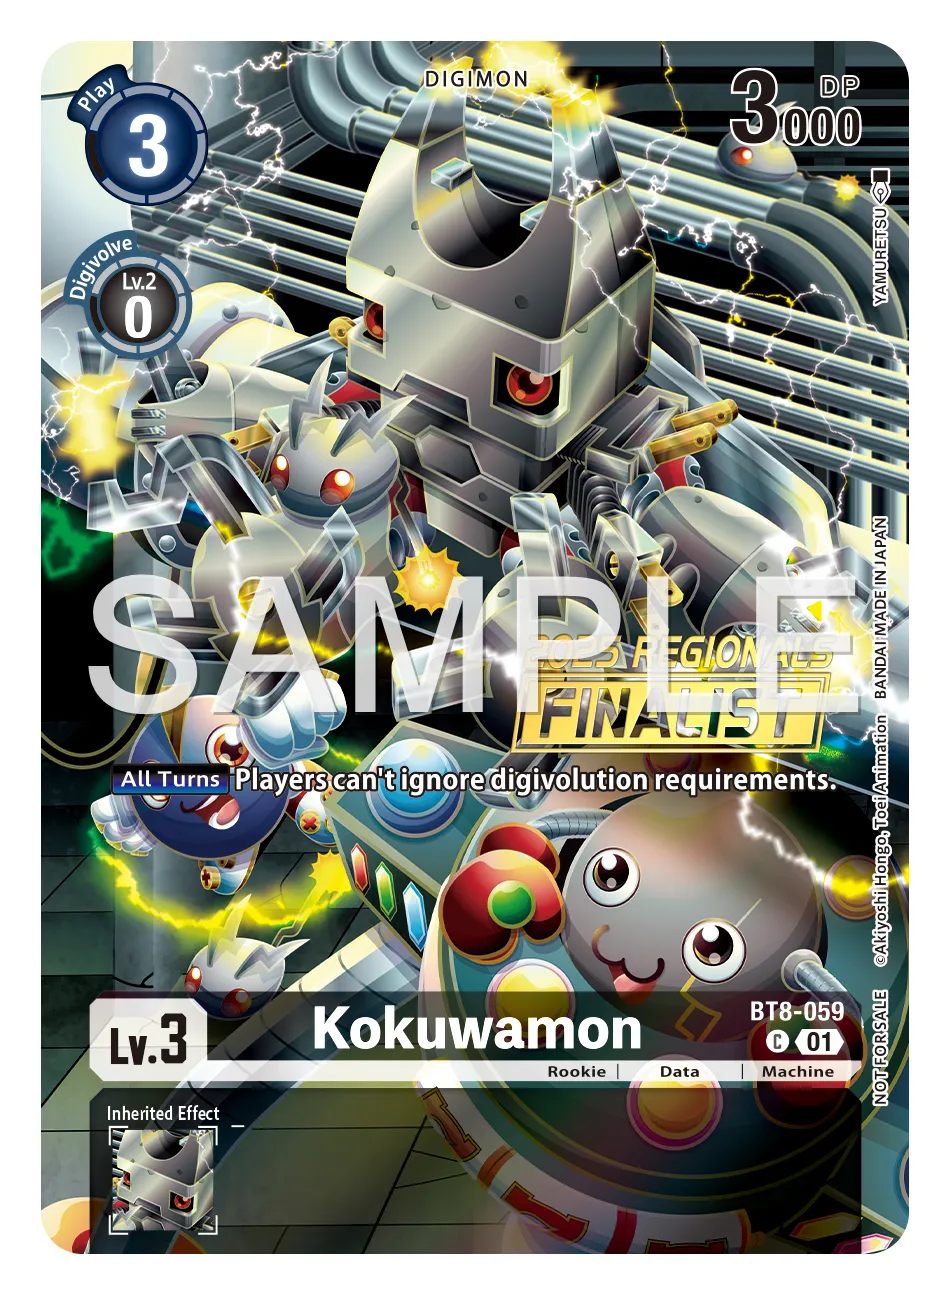 DIGIMON
Play
3
3000
DP
Digivolve
Lv.2
0
YAMURETSU
SAMPLE
2025 REGIONALS
FINALIST
All Turns Players can't ignore digivolution requirements.
BANDAI MADE IN JAPAN
©Akiyoshi Hongo, Toei Animation
NOT FOR SALE
Lv.3
Kokuwamon
BT8-059
C 01
Rookie | Data | Machine
Inherited Effect
–